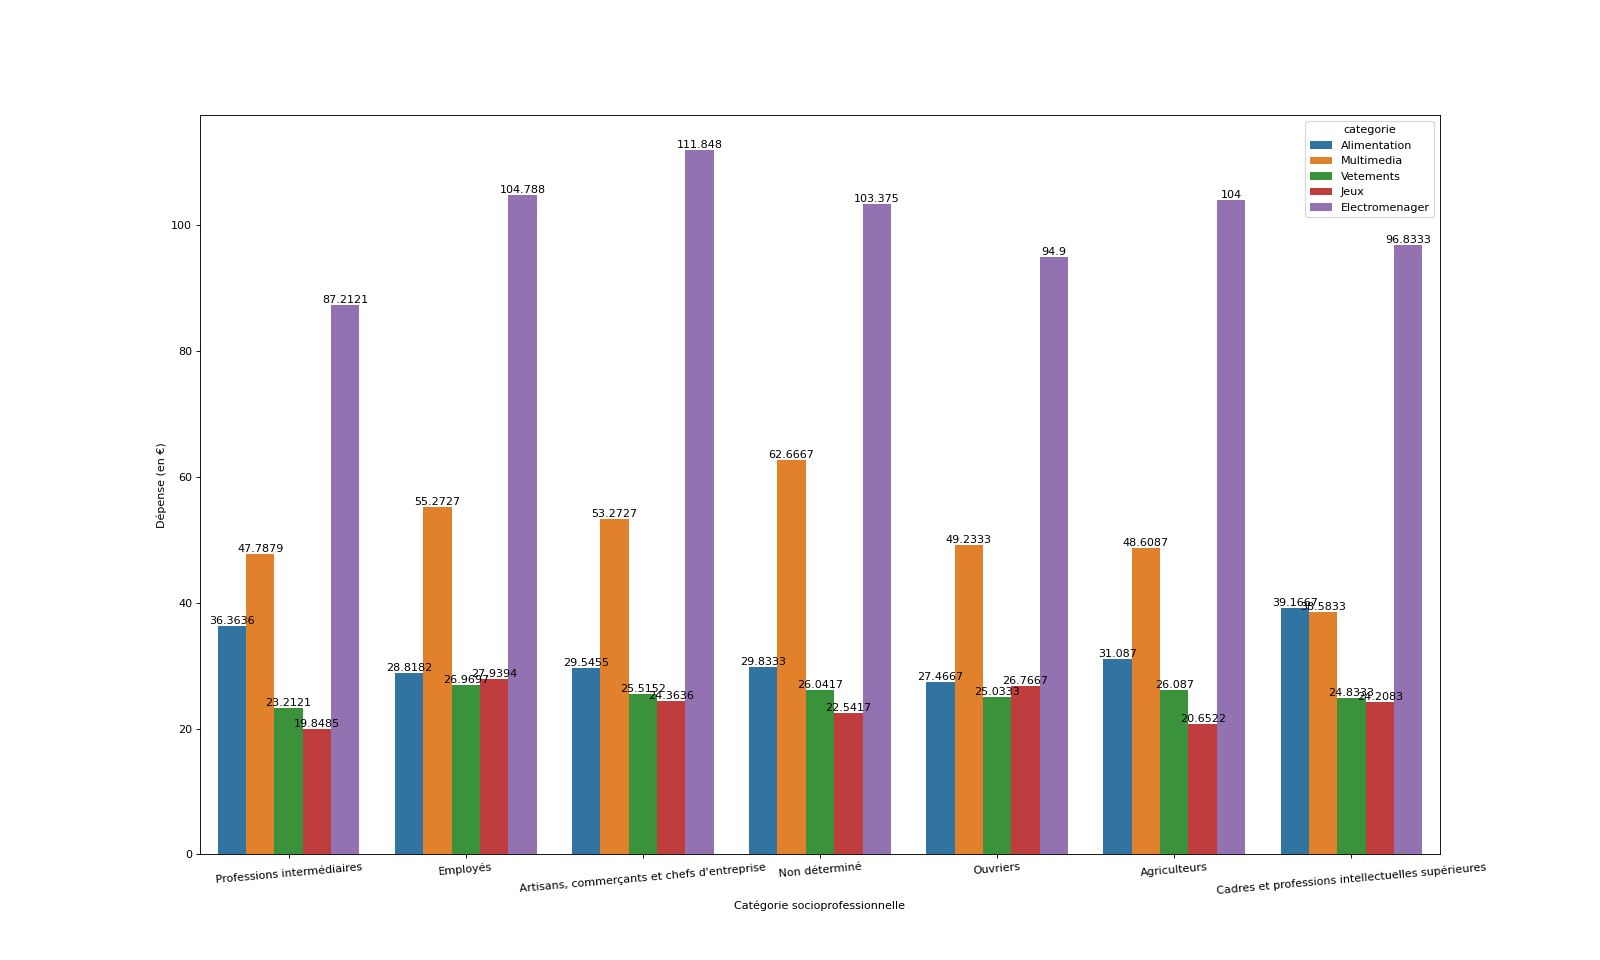 categorie
Alimentation
Multimedia
Vetements
Jeux
Electromenager
Dépense (en €)
100
80
60
40
20
0
36.3636
47.7879
23.2121
19.8485
87.2121
28.8182
55.2727
26.9697
27.9394
104.788
29.5455
53.2727
25.5152
24.3636
111.848
29.8333
62.6667
26.0417
22.5417
103.375
27.4667
49.2333
25.0333
26.7667
94.9
31.087
48.6087
26.087
20.6522
104
39.1667
38.5833
24.8333
24.2083
96.8333
Professions intermédiaires
Employés
Artisans, commerçants et chefs d'entreprise
Non déterminé
Ouvriers
Agriculteurs
Cadres et professions intellectuelles supérieures
Catégorie socioprofessionnelle